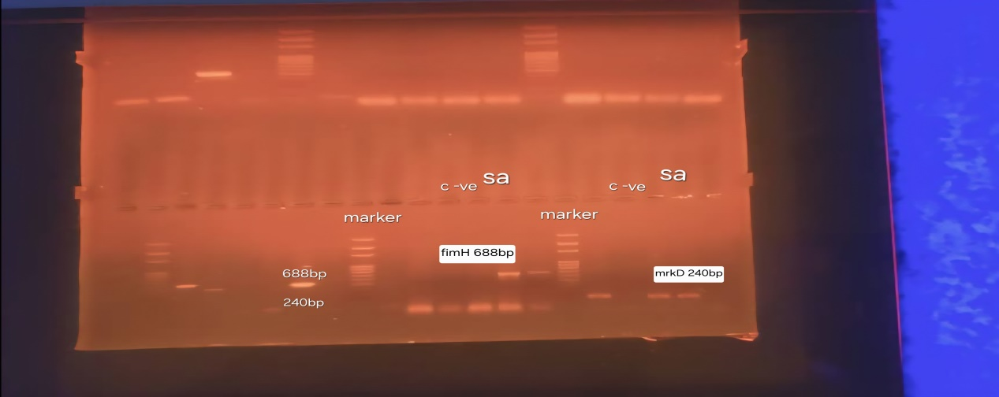 sa
sa
c -ve
c -ve
marker
marker
fimH 688bp
688bp
mrkD 240bp
240bp